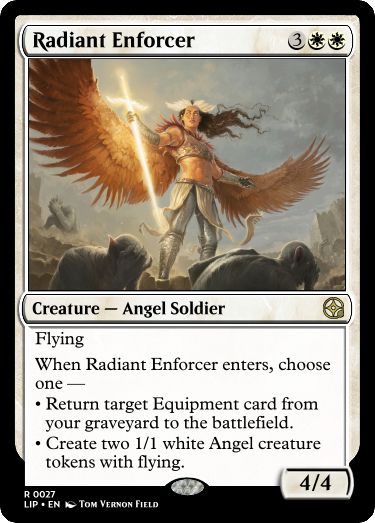 Radiant Enforcer 3
Creature — Angel Soldier
Flying
When Radiant Enforcer enters, choose
one —
• Return target Equipment card from
your graveyard to the battlefield.
• Create two 1/1 white Angel creature
tokens with flying.
4/4
R 0027
LIP • EN Tom Vernon Field